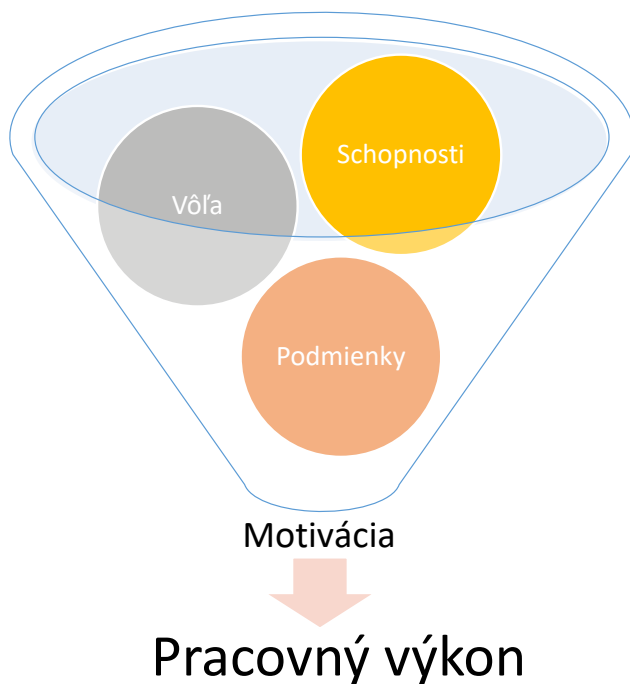 Schopnosti
Vôľa
Podmienky
Motivácia
Pracovný výkon